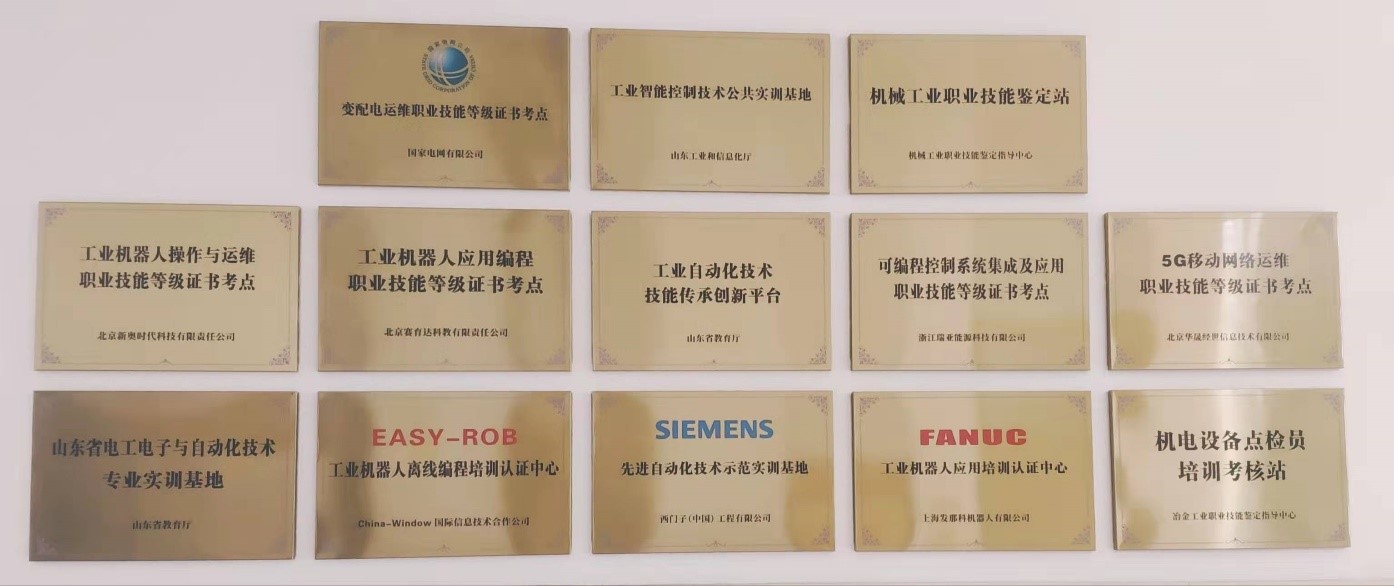 变配电运维职业技能等级证书考点
国家电网有限公司
工业智能控制技术公共实训基地
山东工业和信息化厅
机械工业职业技能鉴定站
机械工业职业技能鉴定指导中心
工业机器人操作与运维
职业技能等级证书考点
北京新奥时代科技有限责任公司
工业机器人应用编程
职业技能等级证书考点
北京赛育达科教有限责任公司
工业自动化技术
技能传承创新平台
山东省教育厅
可编程控制系统集成及应用
职业技能等级证书考点
浙江瑞亚能源科技有限公司
5G移动网络运维
职业技能等级证书考点
北京华晟经世信息技术有限公司
山东省电工电子与自动化技术
专业实训基地
山东省教育厅
EASY-ROB
工业机器人离线编程培训认证中心
China-Window 国际信息技术合作公司
SIEMENS
先进自动化技术示范实训基地
西门子(中国)工程有限公司
FANUC
工业机器人应用培训认证中心
上海发那科机器人有限公司
机电设备点检员
培训考核站
冶金工业职业技能鉴定指导中心